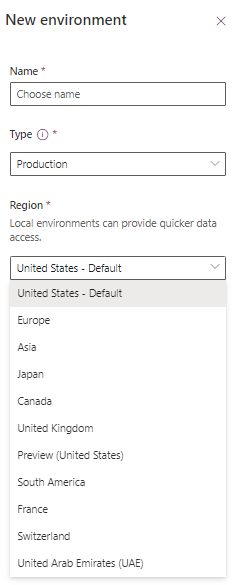 New environment
Name *
Choose name
Type *
Production
Region *
Local environments can provide quicker data
access.
United States - Default
United States - Default
Europe
Asia
Japan
Canada
United Kingdom
Preview (United States)
South America
France
Switzerland
United Arab Emirates (UAE)